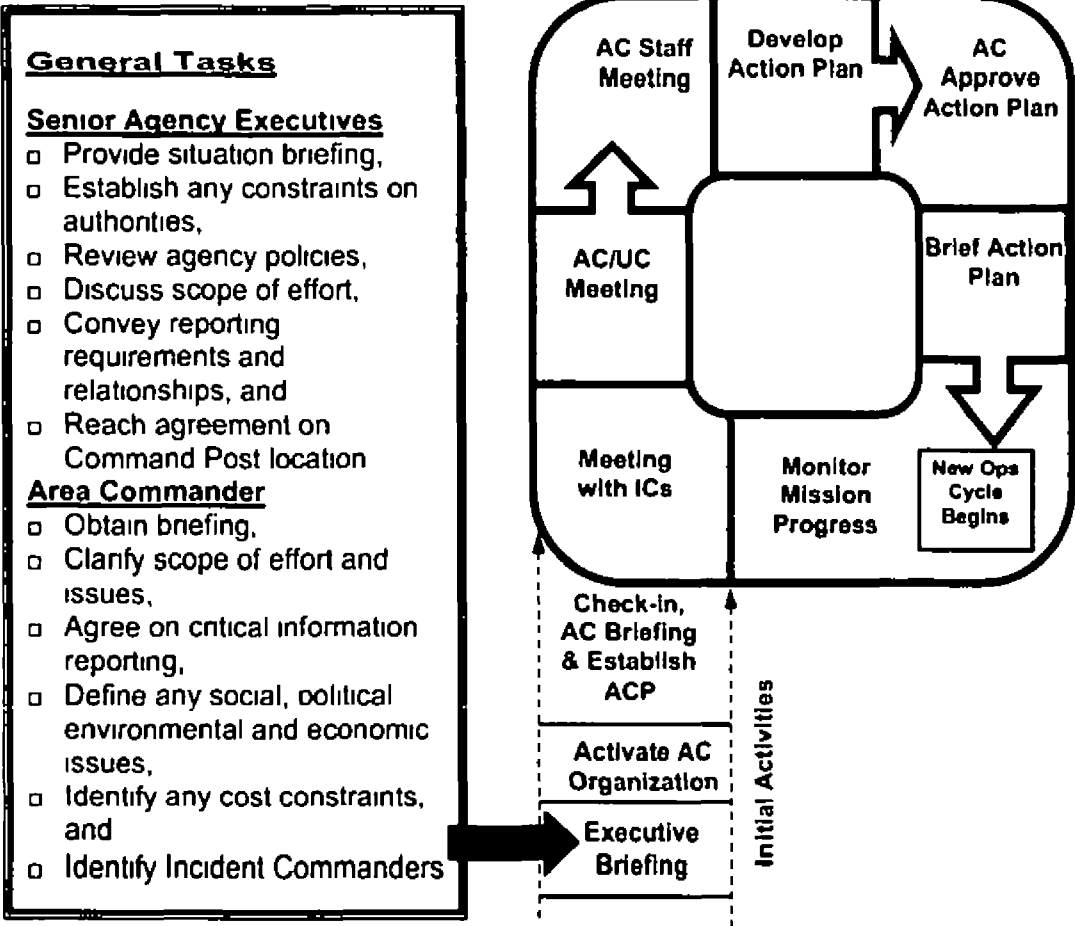 General Tasks
Senior Agency Executives
□ Provide situation briefing,
□ Establish any constraints on
authorities,
□ Review agency policies,
□ Discuss scope of effort,
□ Convey reporting
requirements and
relationships, and
□ Reach agreement on
Command Post location
Area Commander
□ Obtain briefing,
□ Clarify scope of effort and
issues,
□ Agree on critical information
reporting,
□ Define any social, political
environmental and economic
issues,
□ Identify any cost constraints,
and
□ Identify Incident Commanders
AC Staff
Meeting
Develop
Action Plan
AC
Approve
Action Plan
AC/UC
Meeting
Brief Action
Plan
Meeting
with ICs
Monitor
Mission
Progress
New Ops
Cycle
Begins
Check-in,
AC Briefing
& Establish
ACP
Activate AC
Organization
Executive
Briefing
Initial Activities